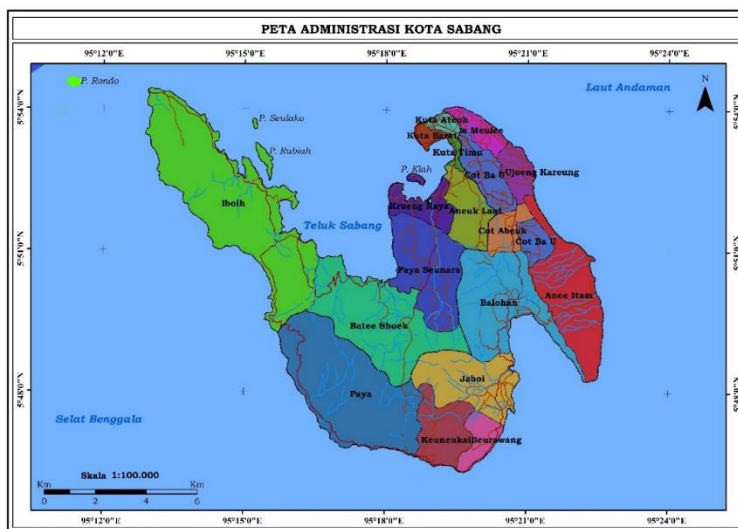 PETA ADMINISTRASI KOTA SABANG
95°12'0"E 95°15'0"E 95°18'0"E 95°21'0"E 95°24'0"E
P. Rondo
Laut Andaman
N
5°54'0"N
P. Seulako
Kuta Ateuh
Ie Meulee
Kuta Barat
P. Rubiah
Kuta Timu
Cot Ba U
Ujoeng Kareung
P. Klah
Iboih
Krueng Raya
Aneuk Laot
Teluk Sabang
Cot Abeuk
5°51'0"N
Cot Ba U
Paya Seunara
Balohan
Anoe Itam
Batee Shoek
Jaboi
5°48'0"N
Paya
Selat Benggala
Keuneukai
Beurawang
Skala 1:100.000
Km Km
0 2 4 6
95°12'0"E 95°15'0"E 95°18'0"E 95°21'0"E 95°24'0"E